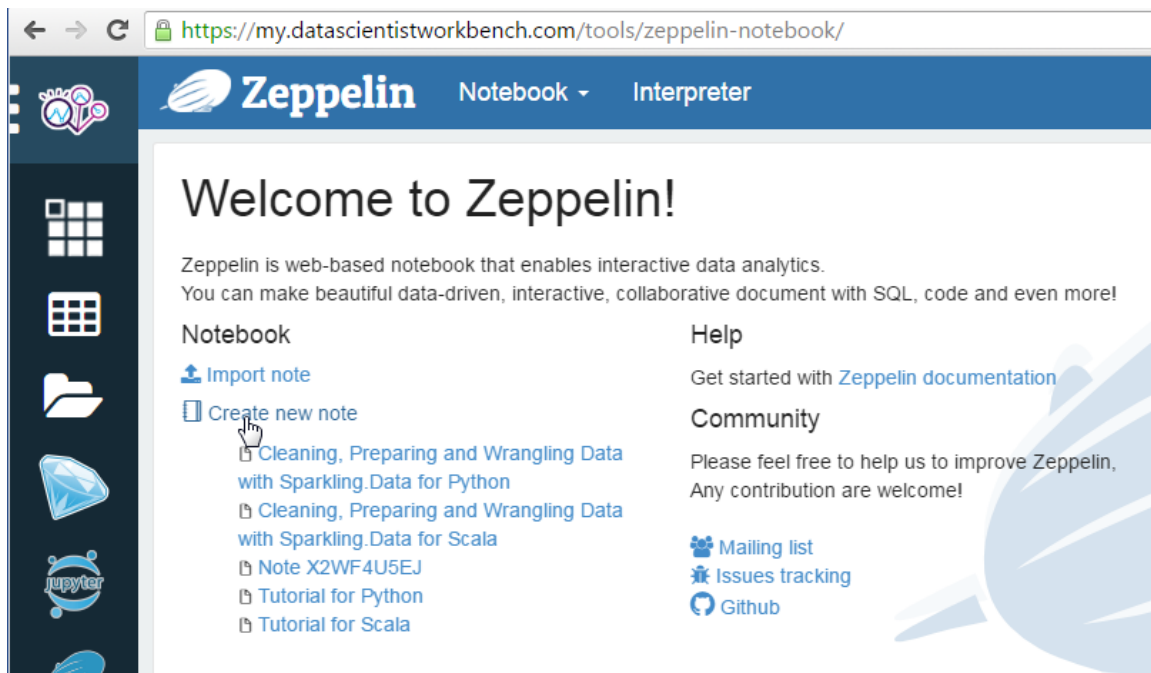 https://my.datascientistworkbench.com/tools/zeppelin-notebook/
Zeppelin Notebook Interpreter
Welcome to Zeppelin!
Zeppelin is web-based notebook that enables interactive data analytics.
You can make beautiful data-driven, interactive, collaborative document with SQL, code and even more!
Notebook
Import note
Create new note
Cleaning, Preparing and Wrangling Data
with Sparkling.Data for Python
Cleaning, Preparing and Wrangling Data
with Sparkling.Data for Scala
Note X2WF4U5EJ
Tutorial for Python
Tutorial for Scala
Help
Get started with Zeppelin documentation
Community
Please feel free to help us to improve Zeppelin,
Any contribution are welcome!
Mailing list
Issues tracking
Github
jupyter